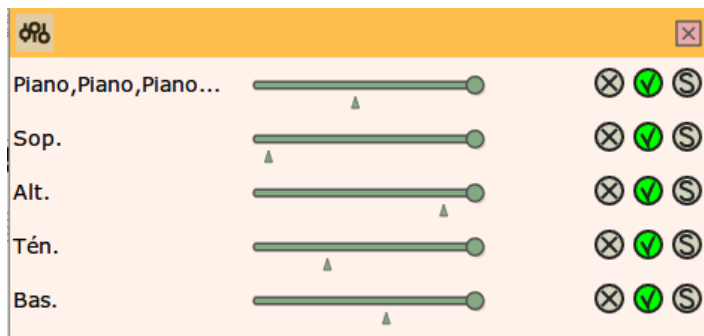 Piano,Piano,Piano... S
Sop. S
Alt. S
Tén. S
Bas. S